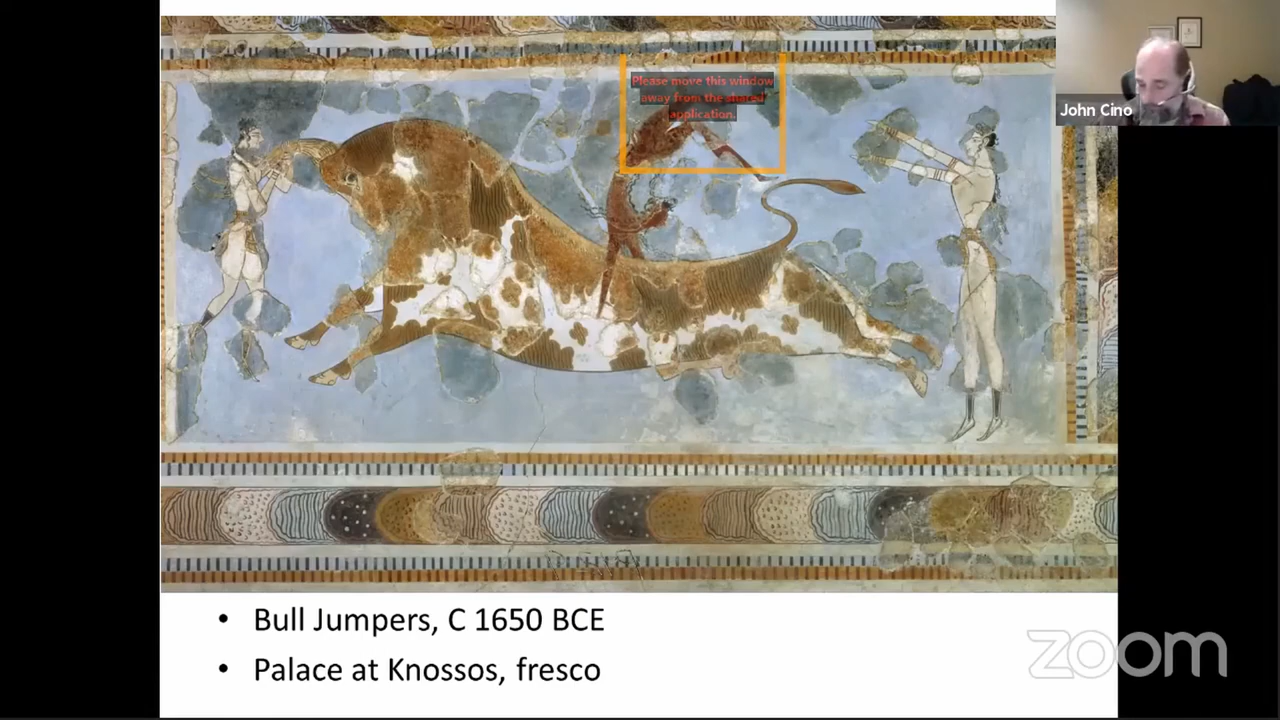 Please move this window
away from the shared
application.
John Cino
• Bull Jumpers, C 1650 BCE
• Palace at Knossos, fresco
zoom